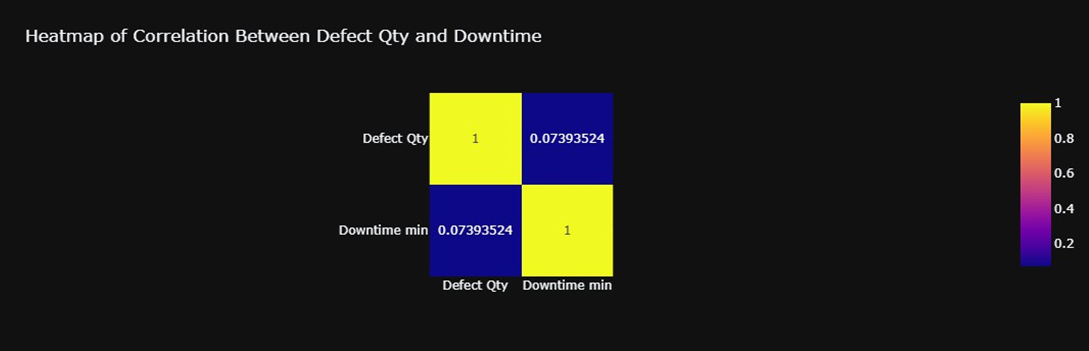 Heatmap of Correlation Between Defect Qty and Downtime
1
Defect Qty 1 0.07393524
0.8
0.6
0.4
Downtime min 0.07393524 1
0.2
Defect Qty Downtime min